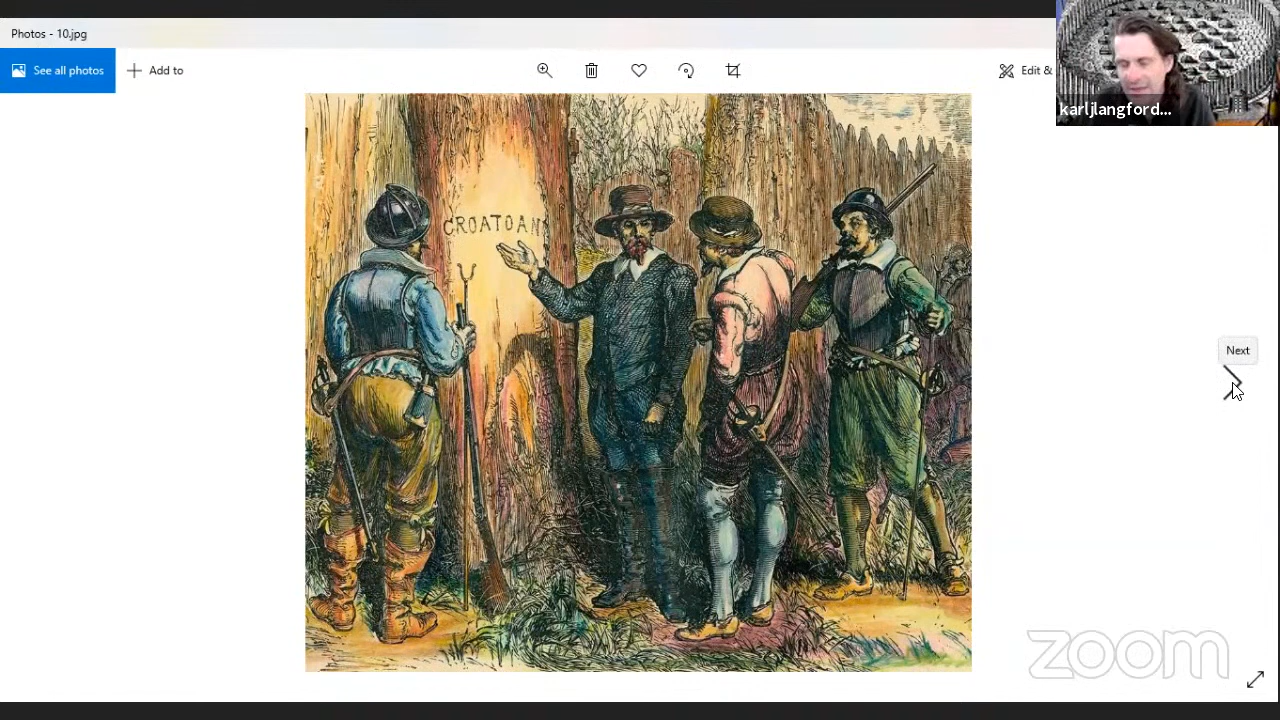 Photos - 10.jpg
See all photos
Add to
Edit &
karljlangford...
CROATOAN
Next
zoom